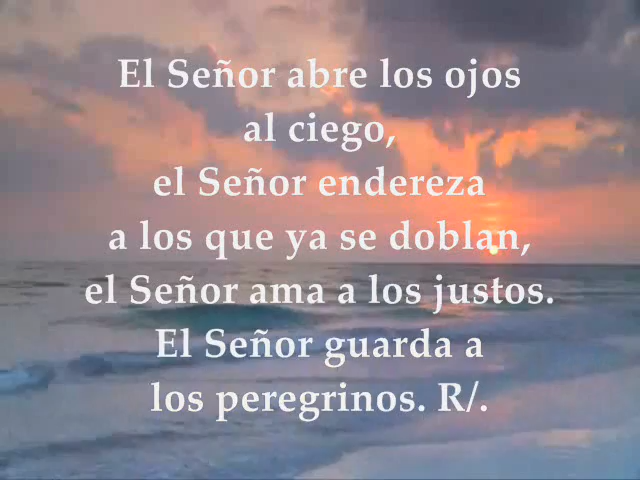 El Señor abre los ojos
al ciego,
el Señor endereza
a los que ya se doblan,
el Señor ama a los justos.
El Señor guarda a
los peregrinos. R/.